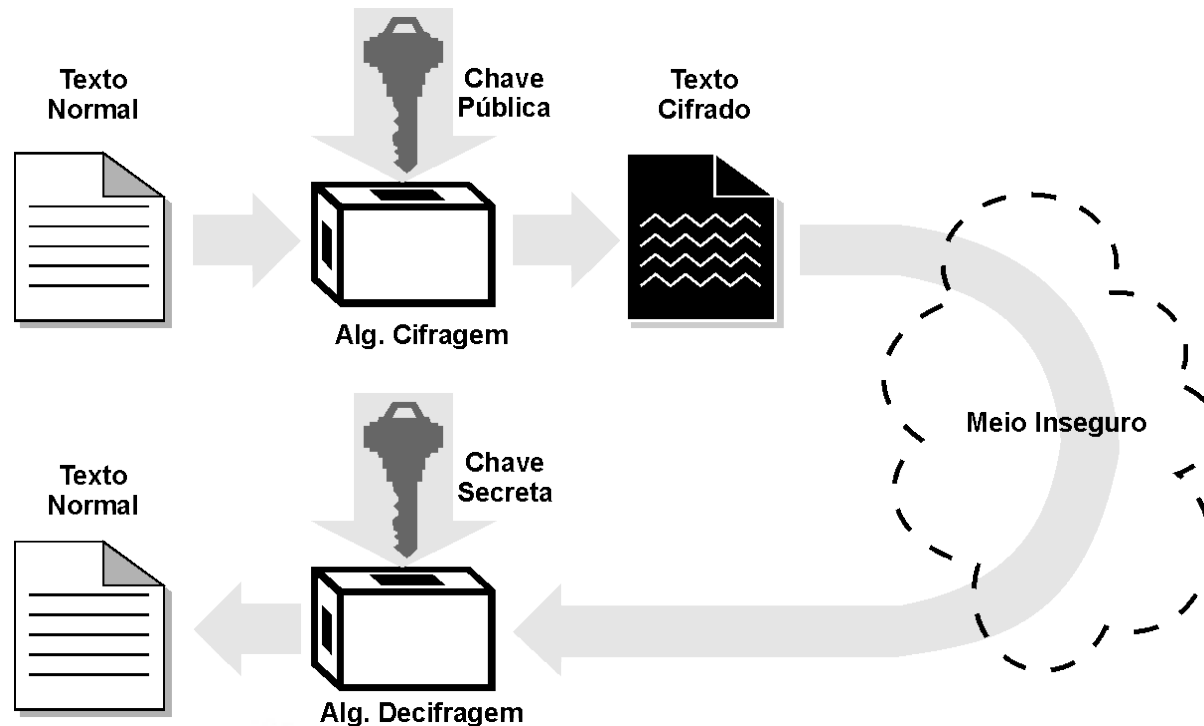 Texto
Normal
Chave
Pública
Texto
Cifrado
Alg. Cifragem
Meio Inseguro
Texto
Normal
Chave
Secreta
Alg. Decifragem